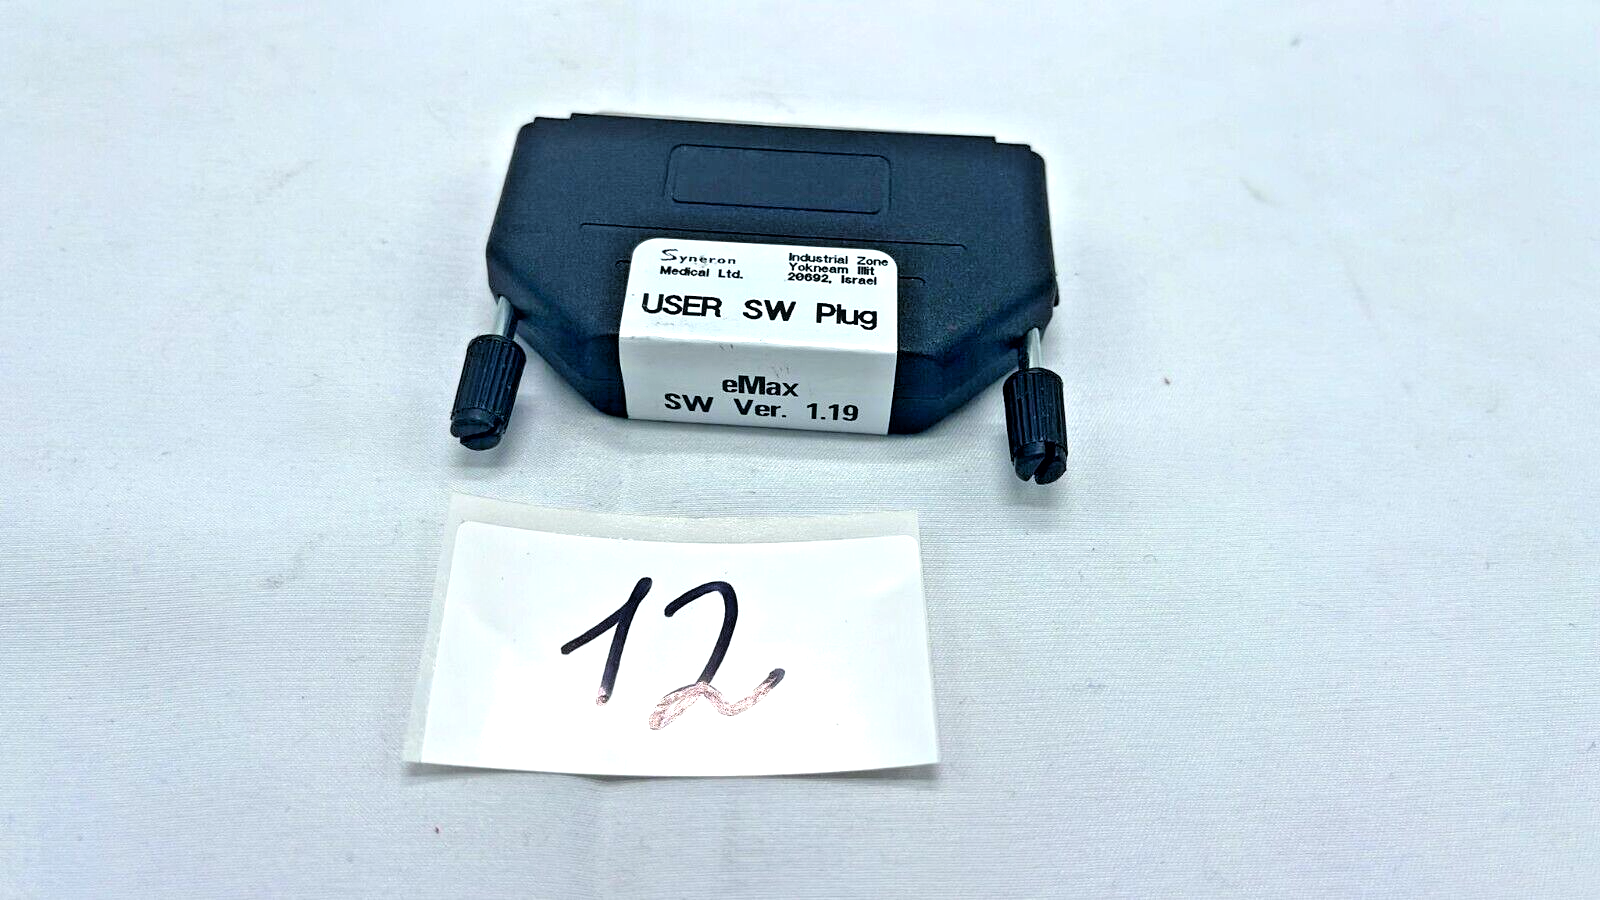 Syneron
Medical Ltd.
Industrial Zone
Yokneam Illit
20692, Israel
USER SW Plug
eMax
SW Ver. 1.19
12